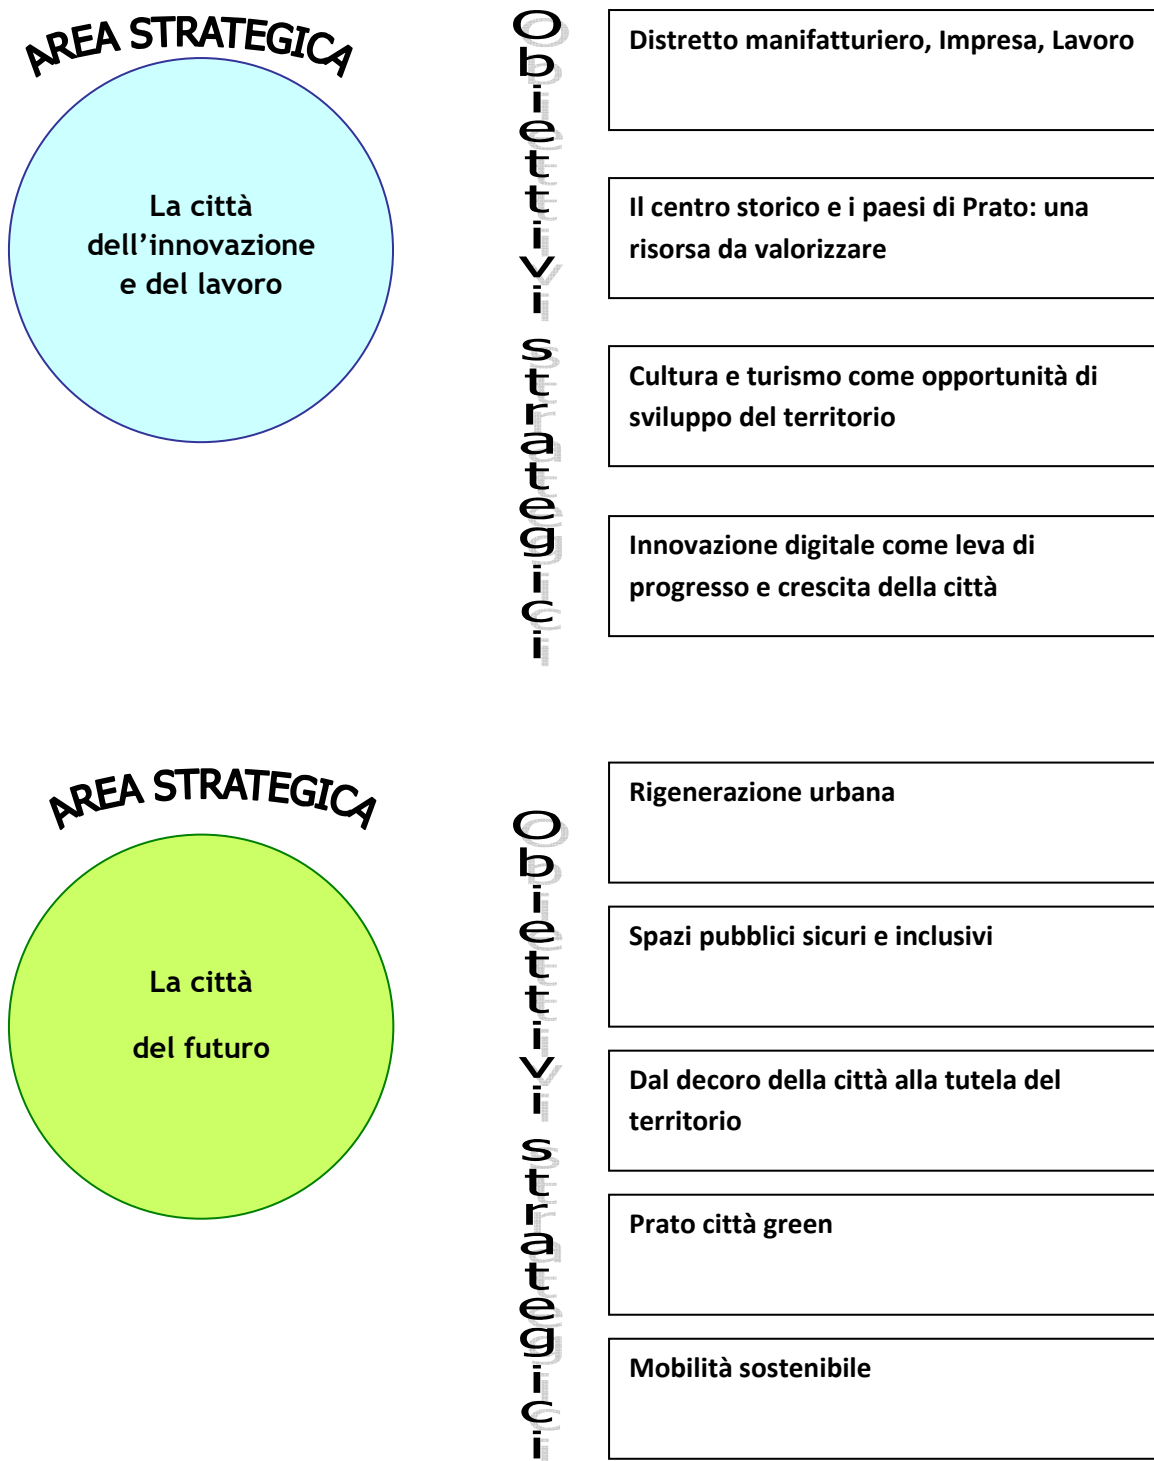 AREA STRATEGICA
La città
dell'innovazione
e del lavoro
Obiettivi strategici
Distretto manifatturiero, Impresa, Lavoro
Il centro storico e i paesi di Prato: una
risorsa da valorizzare
Cultura e turismo come opportunità di
sviluppo del territorio
Innovazione digitale come leva di
progresso e crescita della città
AREA STRATEGICA
La città
del futuro
Obiettivi strategici
Rigenerazione urbana
Spazi pubblici sicuri e inclusivi
Dal decoro della città alla tutela del
territorio
Prato città green
Mobilità sostenibile